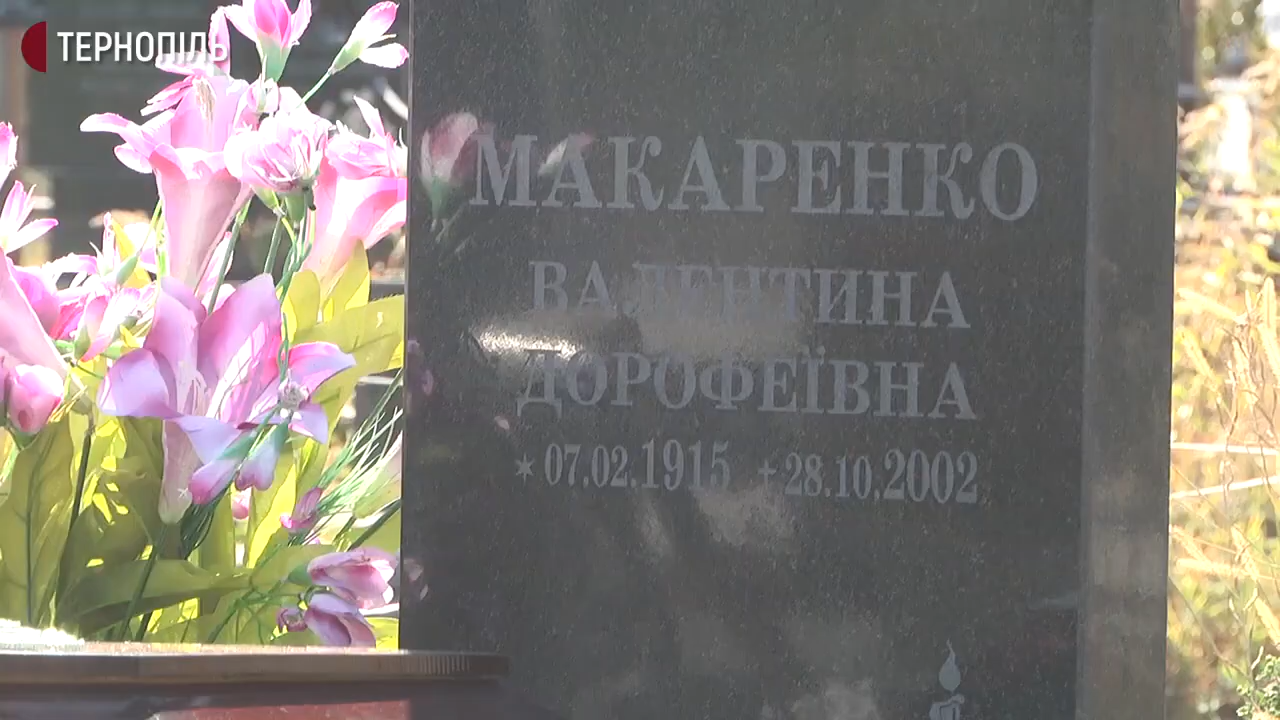 ТЕРНОПІЛЬ
МАКАРЕНКО
ВАЛЕНТИНА
ДОРОФЕЇВНА
* 07.02.1915 + 28.10.2002